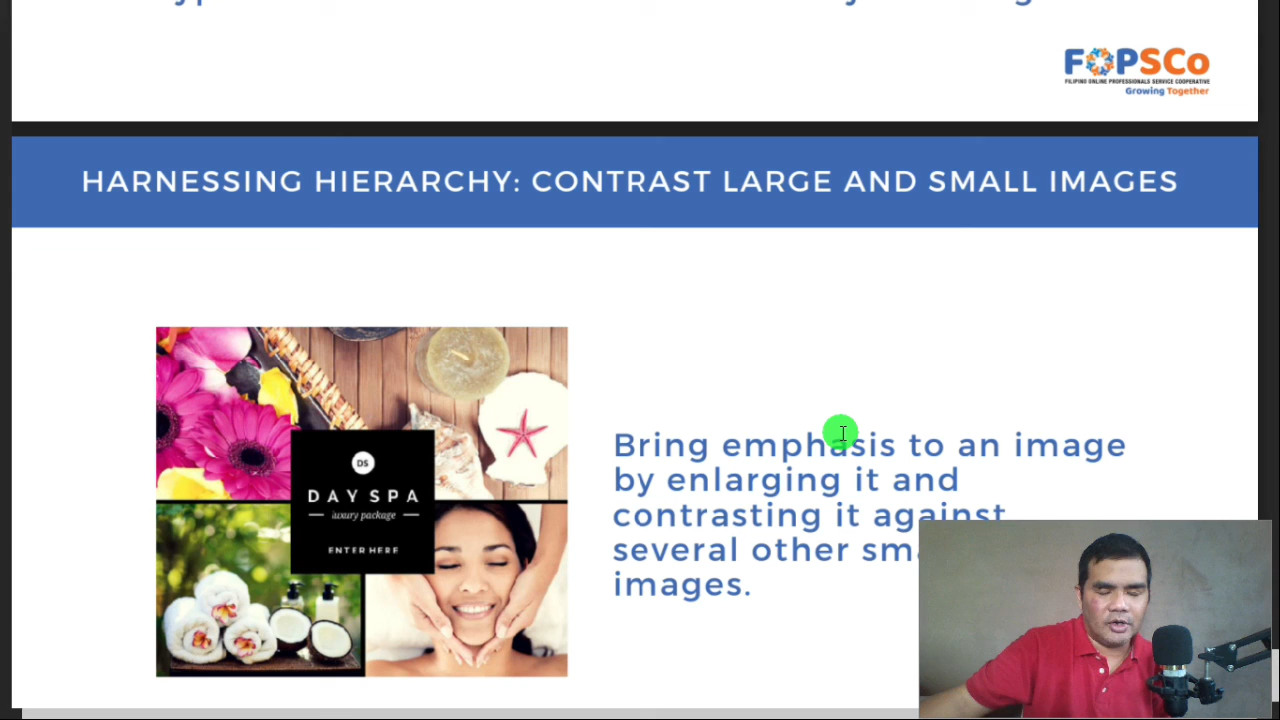 FOPSCo
FILIPINO ONLINE PROFESSIONALS SERVICE COOPERATIVE
Growing Together
HARNESSING HIERARCHY: CONTRAST LARGE AND SMALL IMAGES
DS
DAY SPA
luxury package
ENTER HERE
Bring emphasis to an image
by enlarging it and
contrasting it against
several other
images.